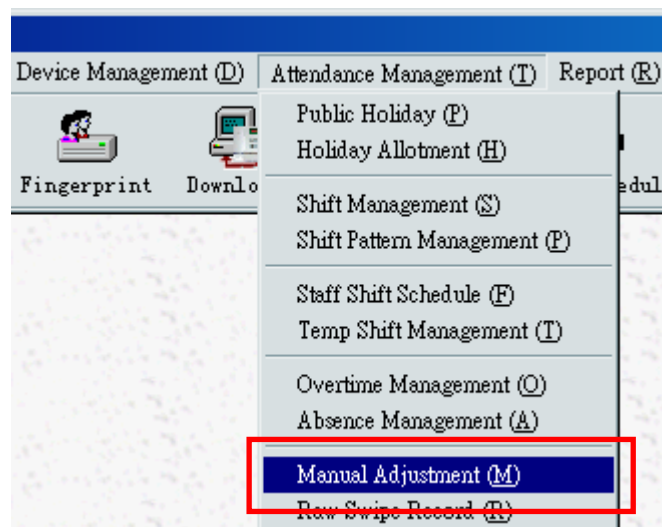 Device Management (D) Attendance Management (T) Report (R)
Fingerprint
Public Holiday (P)
Holiday Allotment (H)
Shift Management (S)
Shift Pattern Management (P)
Staff Shift Schedule (F)
Temp Shift Management (T)
Overtime Management (O)
Absence Management (A)
Manual Adjustment (M)
Raw Swipe Record (R)